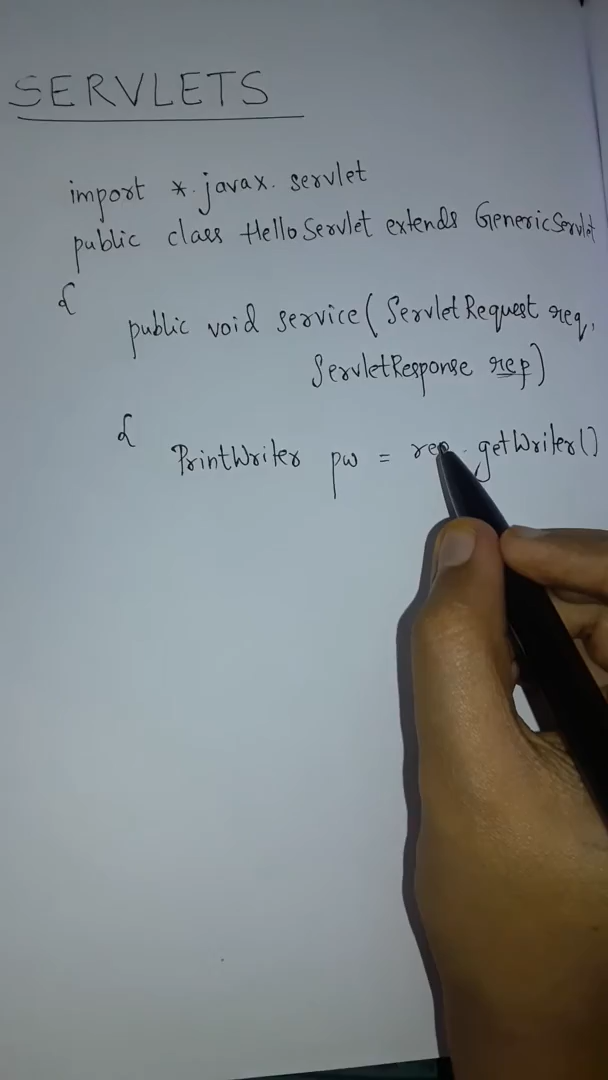 SERVLETS
import *.javax.servlet
public class HelloServlet extends GenericServlet
{
public void service(ServletRequest req,
ServletResponse rep)
{
PrintWriter pw = rep.getWriter()